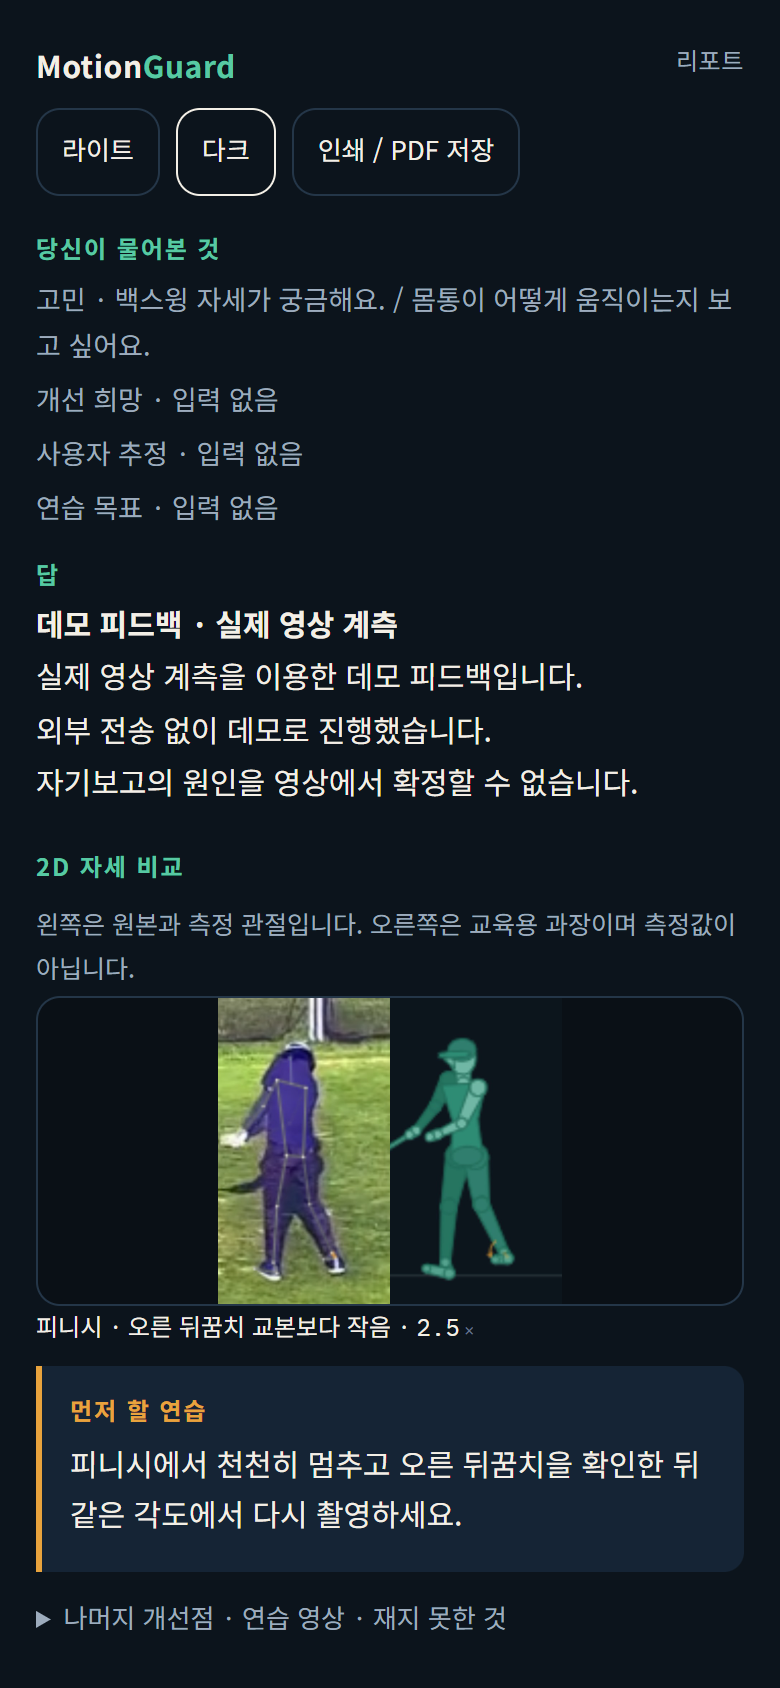 MotionGuard
리포트
라이트
다크
인쇄 / PDF 저장
당신이 물어본 것
고민 · 백스윙 자세가 궁금해요. / 몸통이 어떻게 움직이는지 보
고 싶어요.
개선 희망 · 입력 없음
사용자 추정 · 입력 없음
연습 목표 · 입력 없음
답
데모 피드백 · 실제 영상 계측
실제 영상 계측을 이용한 데모 피드백입니다.
외부 전송 없이 데모로 진행했습니다.
자기보고의 원인을 영상에서 확정할 수 없습니다.
2D 자세 비교
왼쪽은 원본과 측정 관절입니다. 오른쪽은 교육용 과장이며 측정값이
아닙니다.
피니시 · 오른 뒤꿈치 교본보다 작음 · 2.5×
먼저 할 연습
피니시에서 천천히 멈추고 오른 뒤꿈치을 확인한 뒤
같은 각도에서 다시 촬영하세요.
▶ 나머지 개선점 · 연습 영상 · 재지 못한 것